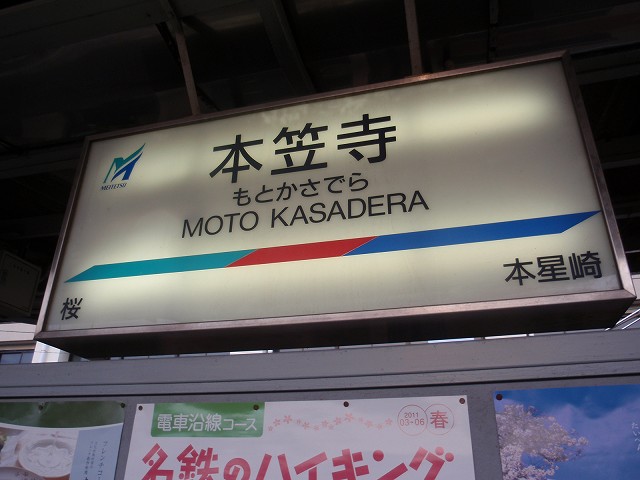 MEITETSU
本笠寺
もとかさでら
MOTO KASADERA
桜
本星崎
電車沿線コース
2011
03▸06
春
名鉄のハイキング